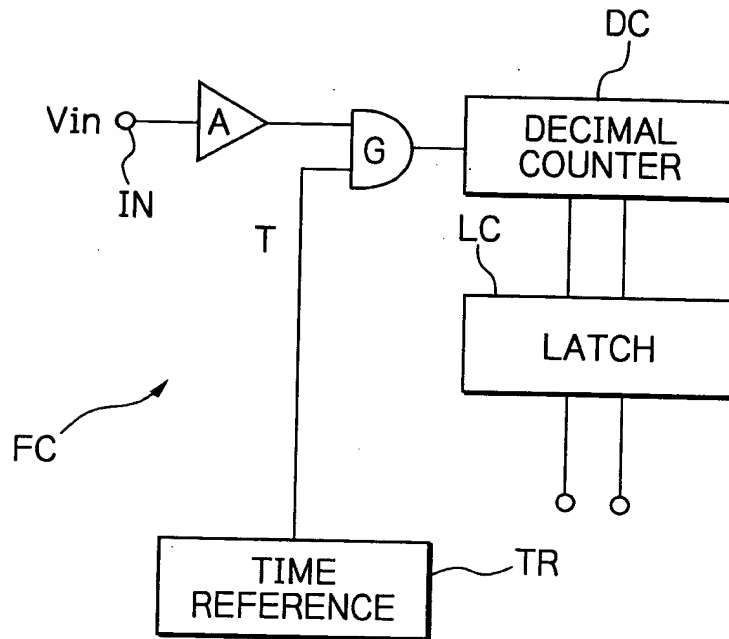 DC
Vin
A
G
DECIMAL
COUNTER
IN
T
LC
LATCH
FC
TIME
REFERENCE
TR